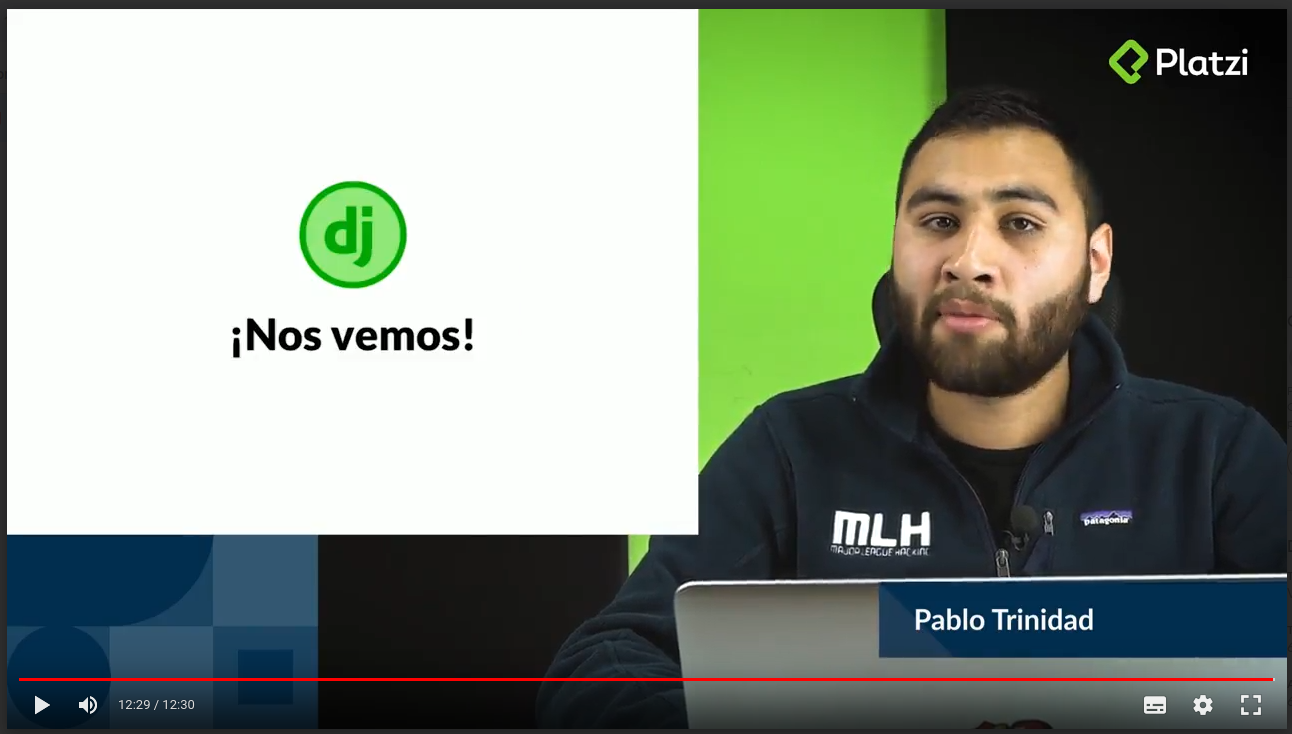 Platzi
dj
¡Nos vemos!
MLH
MAJOR LEAGUE HACKING
patagonia
Pablo Trinidad
12:29 / 12:30